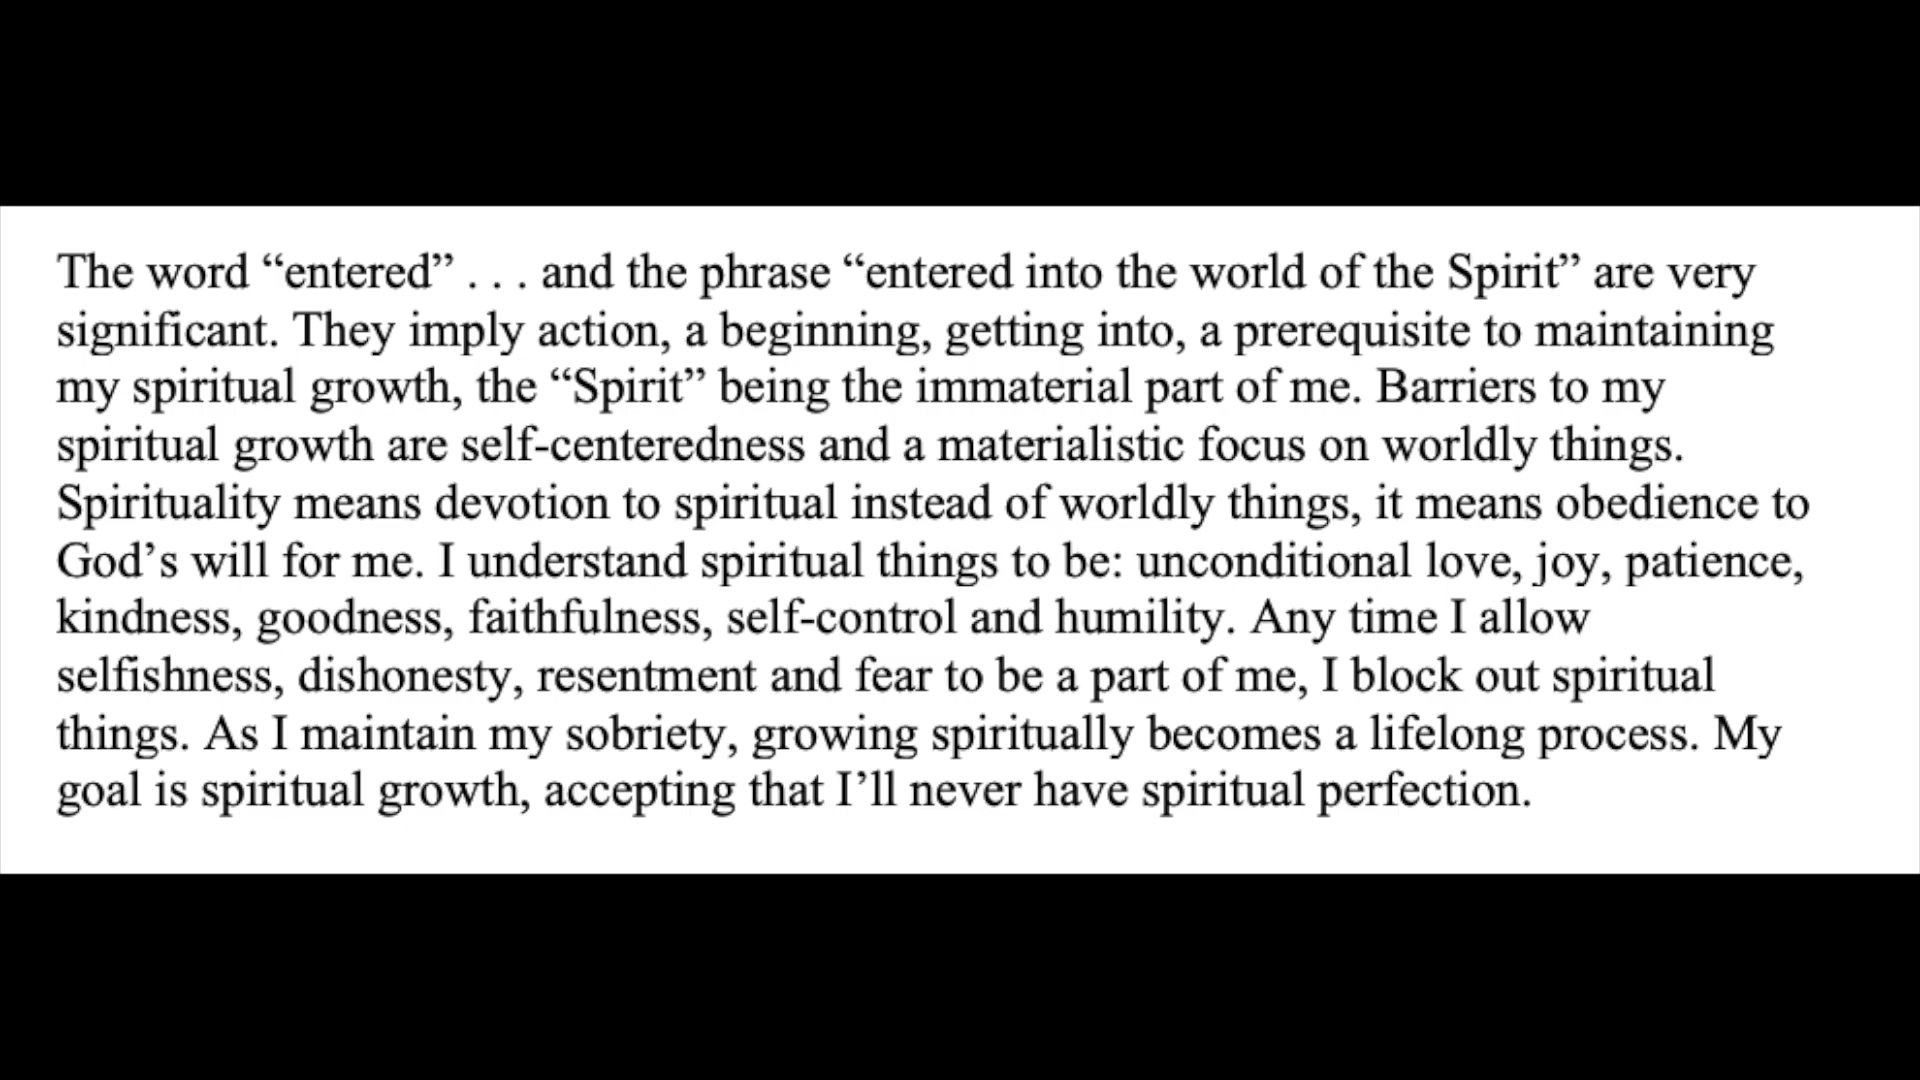 The word “entered” . . . and the phrase “entered into the world of the Spirit” are very
significant. They imply action, a beginning, getting into, a prerequisite to maintaining
my spiritual growth, the “Spirit” being the immaterial part of me. Barriers to my
spiritual growth are self-centeredness and a materialistic focus on worldly things.
Spirituality means devotion to spiritual instead of worldly things, it means obedience to
God’s will for me. I understand spiritual things to be: unconditional love, joy, patience,
kindness, goodness, faithfulness, self-control and humility. Any time I allow
selfishness, dishonesty, resentment and fear to be a part of me, I block out spiritual
things. As I maintain my sobriety, growing spiritually becomes a lifelong process. My
goal is spiritual growth, accepting that I’ll never have spiritual perfection.